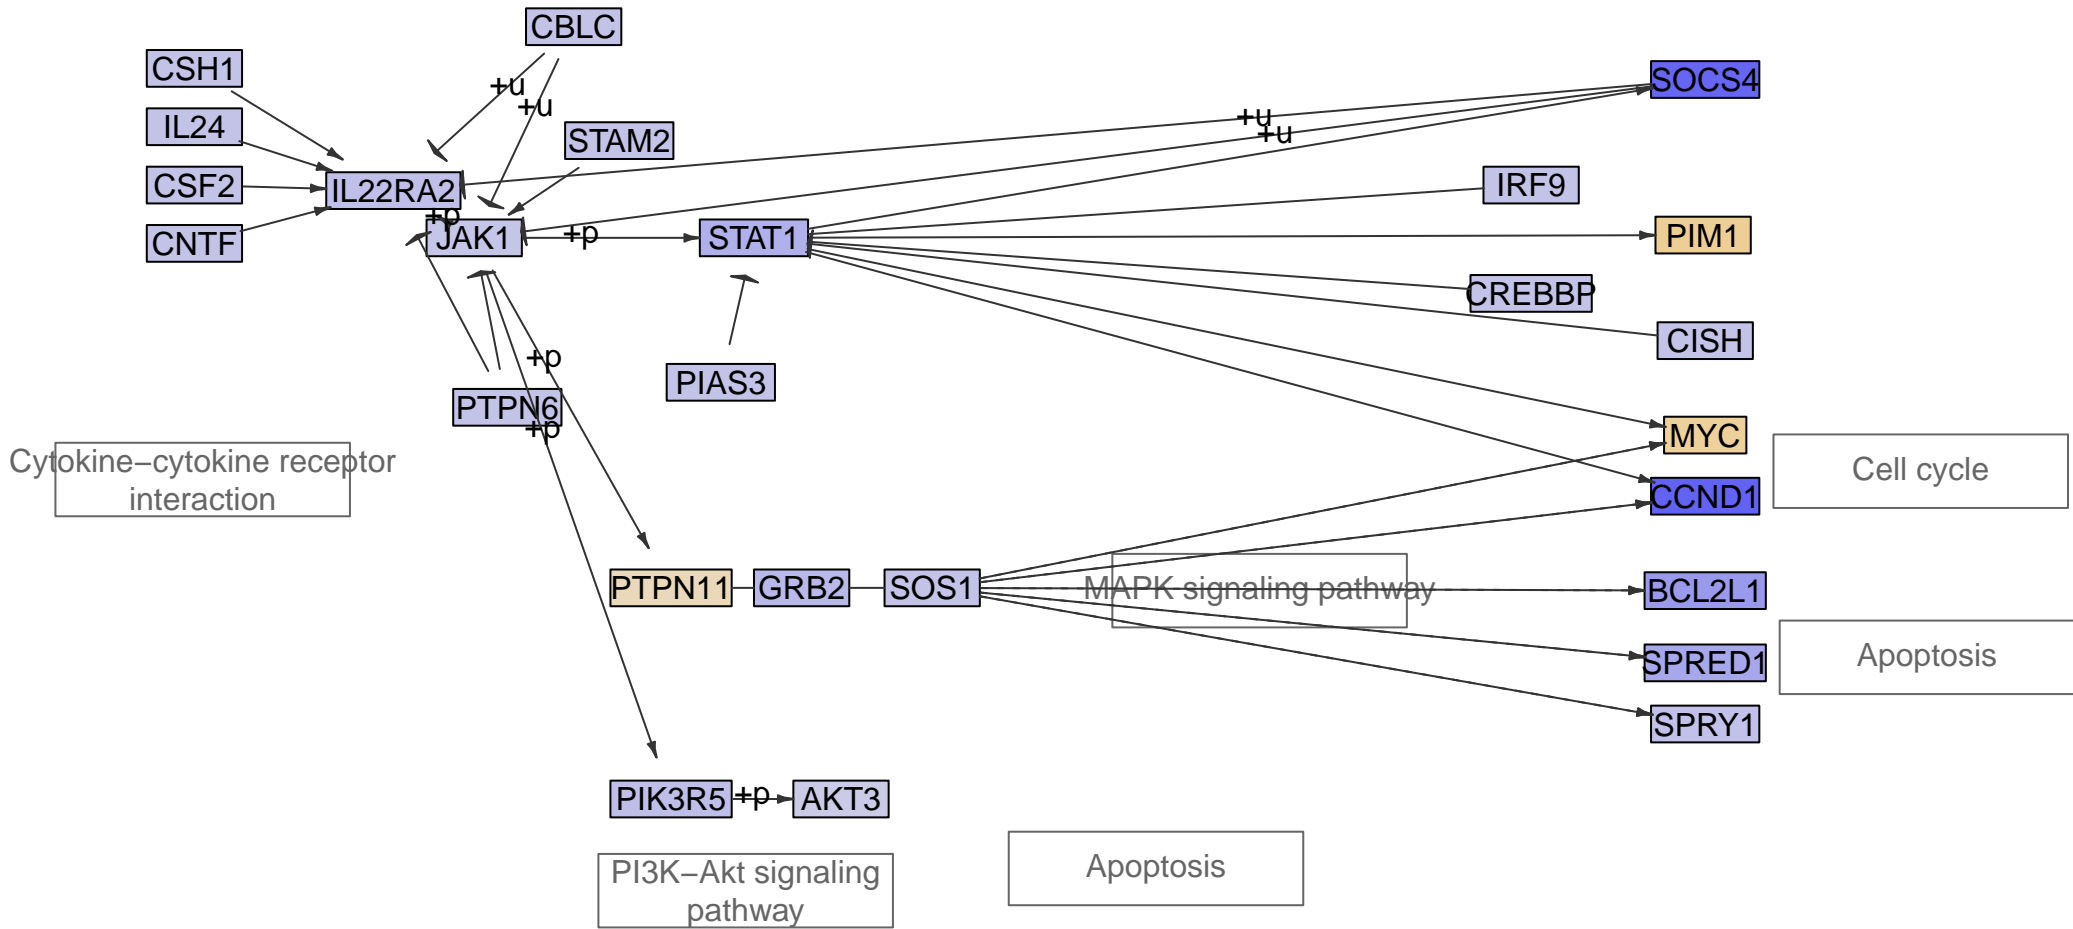 CBLC
CSH1
+u
SOCS4
+u
+u
IL24
STAM2
+u
CSF2
IL22RA2
IRF9
+p
CNTF
JAK1
+p
STAT1
PIM1
CREBBP
CISH
+p
PIAS3
PTPN6
+p
MYC
Cytokine–cytokine receptor
interaction
Cell cycle
CCND1
PTPN11
GRB2
SOS1
MAPK signaling pathway
BCL2L1
SPRED1
Apoptosis
SPRY1
PIK3R5
+p
AKT3
PI3K–Akt signaling
pathway
Apoptosis